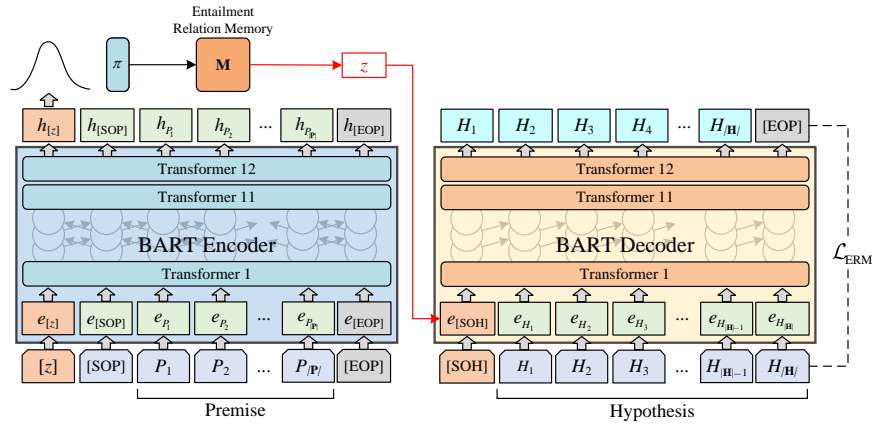 Entailment
Relation Memory
π
M
z
h[z] h[SOP] hP1 hP2 ... hP|P| h[EOP]
H1 H2 H3 H4 ... H|H| [EOP]
Transformer 12
Transformer 11
BART Encoder
Transformer 1
Transformer 12
Transformer 11
BART Decoder
Transformer 1
ℒERM
e[z] e[SOP] eP1 eP2 ... eP|P| e[EOP]
e[SOH] eH1 eH2 eH3 ... eH|H|−1 eH|H|
[z] [SOP] P1 P2 ... P|P| [EOP]
[SOH] H1 H2 H3 ... H|H|−1 H|H|
Premise
Hypothesis